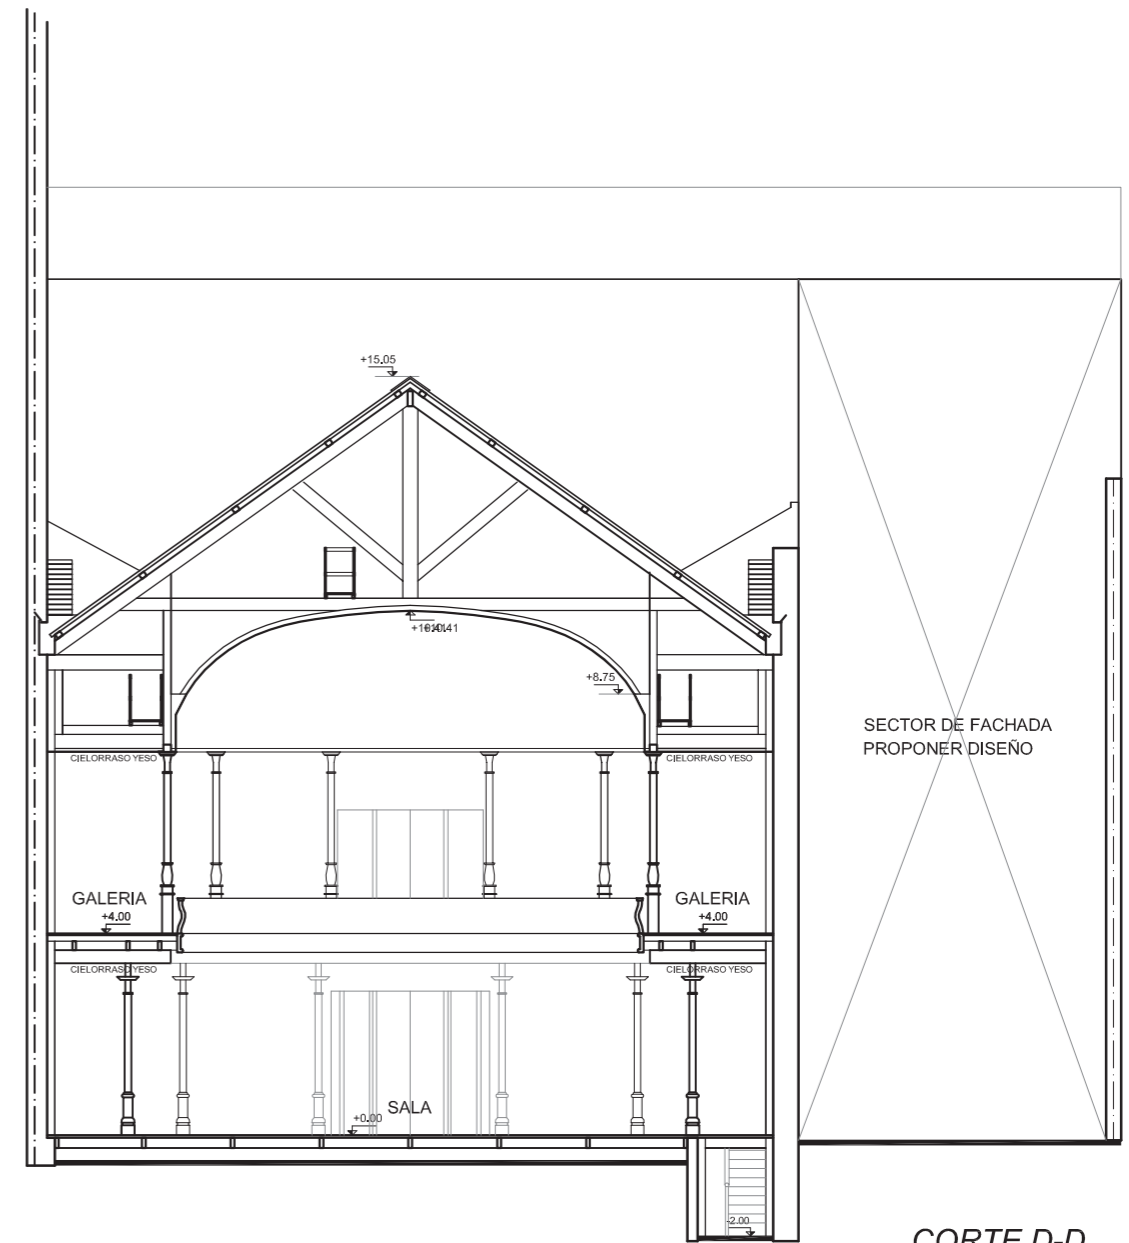 +15.05
+8.75
SECTOR DE FACHADA
PROPONER DISEÑO
CIELORRASO YESO
CIELORRASO YESO
GALERIA
+4.00
GALERIA
+4.00
CIELORRASO YESO
CIELORRASO YESO
SALA
+0.00
-2.00
CORTE D-D